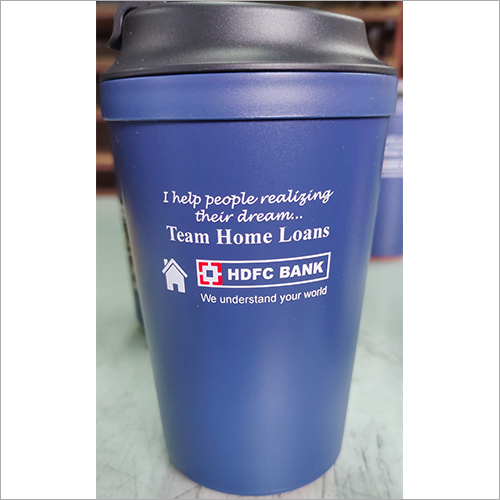 I help people realizing
their dream...
Team Home Loans
HDFC BANK
We understand your world